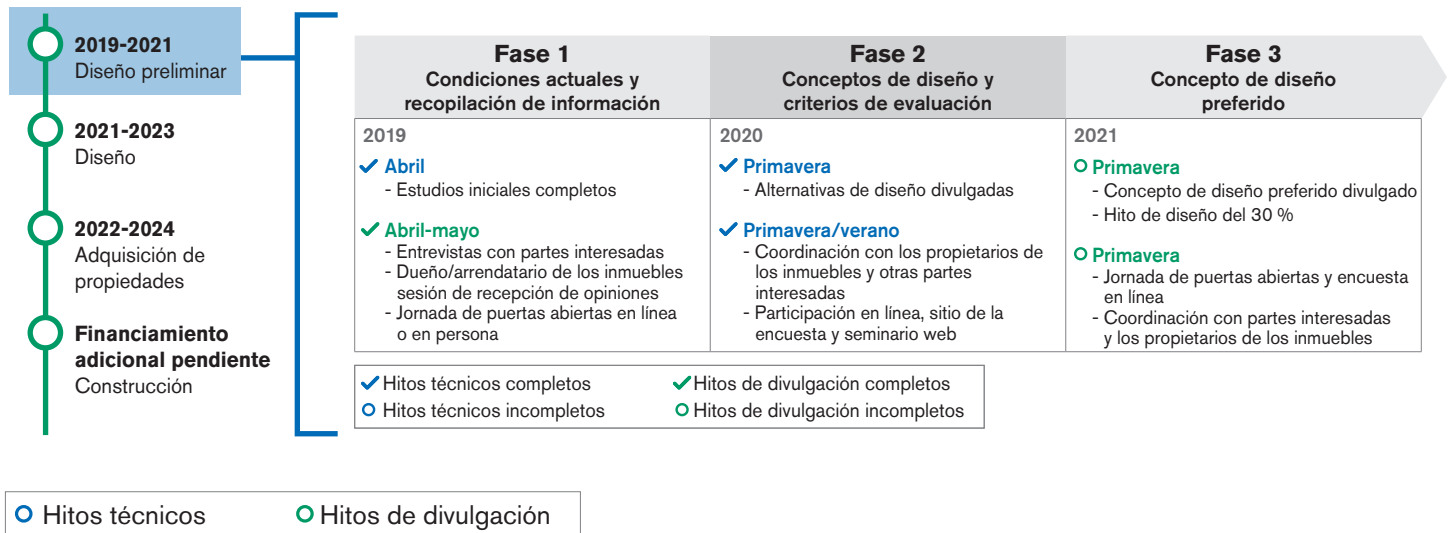 2019-2021
Diseño preliminar
2021-2023
Diseño
2022-2024
Adquisición de
propiedades
Financiamiento
adicional pendiente
Construcción
Fase 1
Condiciones actuales y
recopilación de información
2019
Abril
- Estudios iniciales completos
Abril-mayo
- Entrevistas con partes interesadas
- Dueño/arrendatario de los inmuebles
sesión de recepción de opiniones
- Jornada de puertas abiertas en línea
o en persona
Fase 2
Conceptos de diseño y
criterios de evaluación
2020
Primavera
- Alternativas de diseño divulgadas
Primavera/verano
- Coordinación con los propietarios de
los inmuebles y otras partes
interesadas
- Participación en línea, sitio de la
encuesta y seminario web
Fase 3
Concepto de diseño
preferido
2021
Primavera
- Concepto de diseño preferido divulgado
- Hito de diseño del 30 %
Primavera
- Jornada de puertas abiertas y encuesta
en línea
- Coordinación con partes interesadas
y los propietarios de los inmuebles
Hitos técnicos completos
Hitos de divulgación completos
Hitos técnicos incompletos
Hitos de divulgación incompletos
Hitos técnicos
Hitos de divulgación